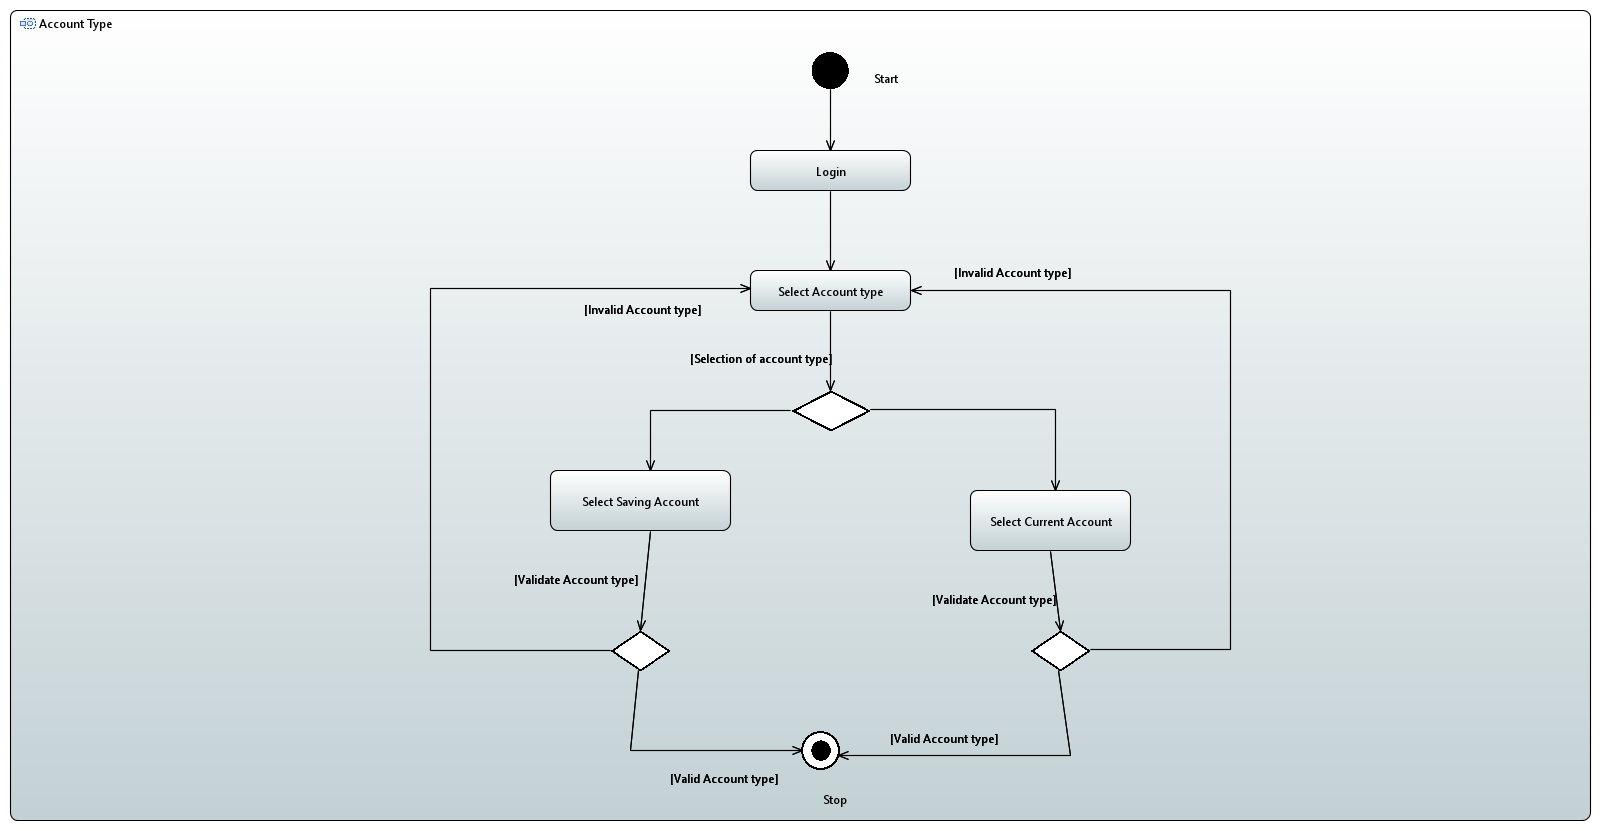 Account Type
Start
Login
[Invalid Account type]
Select Account type
[Invalid Account type]
[Selection of account type]
Select Saving Account
Select Current Account
[Validate Account type]
[Validate Account type]
[Valid Account type]
[Valid Account type]
Stop